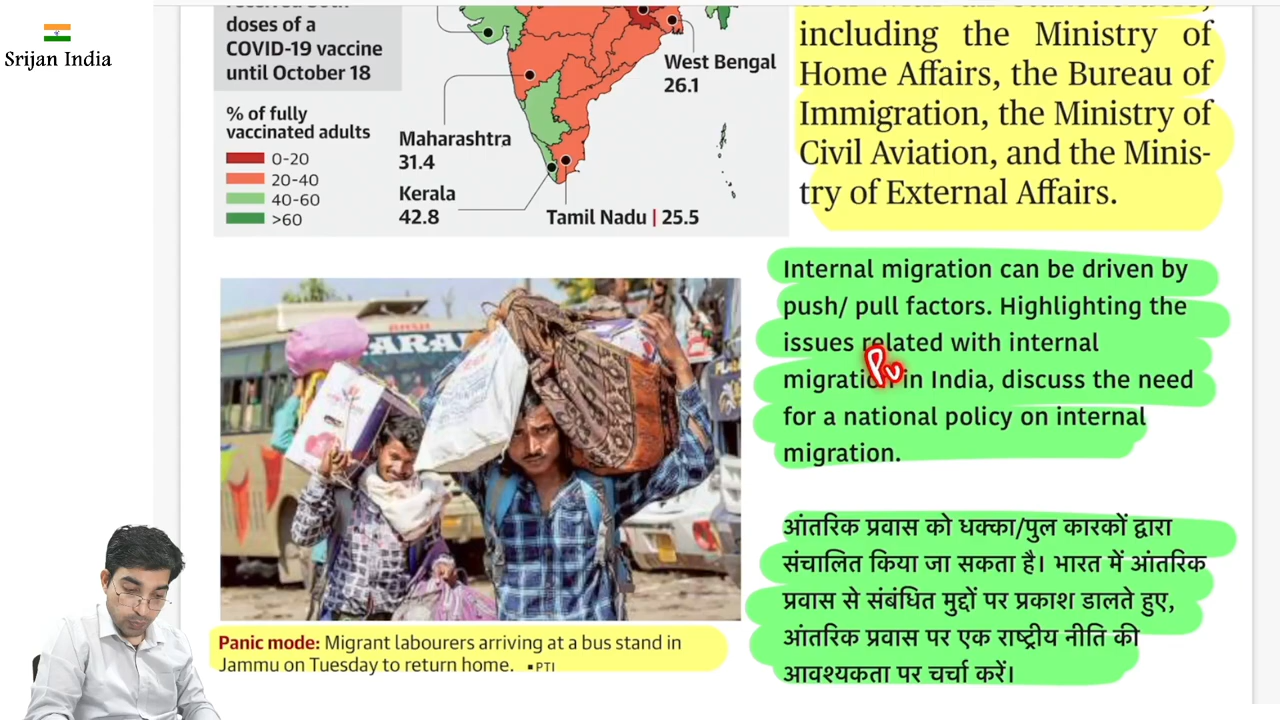 Srijan India
doses of a
COVID-19 vaccine
until October 18
% of fully
vaccinated adults
0-20
20-40
40-60
>60
West Bengal
26.1
Maharashtra
31.4
Kerala
42.8
Tamil Nadu | 25.5
including the Ministry of
Home Affairs, the Bureau of
Immigration, the Ministry of
Civil Aviation, and the Minis-
try of External Affairs.
Internal migration can be driven by
push/ pull factors. Highlighting the
issues related with internal
migration in India, discuss the need
for a national policy on internal
migration.
Pu
आंतरिक प्रवास को धक्का/पुल कारकों द्वारा
संचालित किया जा सकता है। भारत में आंतरिक
प्रवास से संबंधित मुद्दों पर प्रकाश डालते हुए,
आंतरिक प्रवास पर एक राष्ट्रीय नीति की
आवश्यकता पर चर्चा करें।
Panic mode: Migrant labourers arriving at a bus stand in
Jammu on Tuesday to return home. ▪PTI